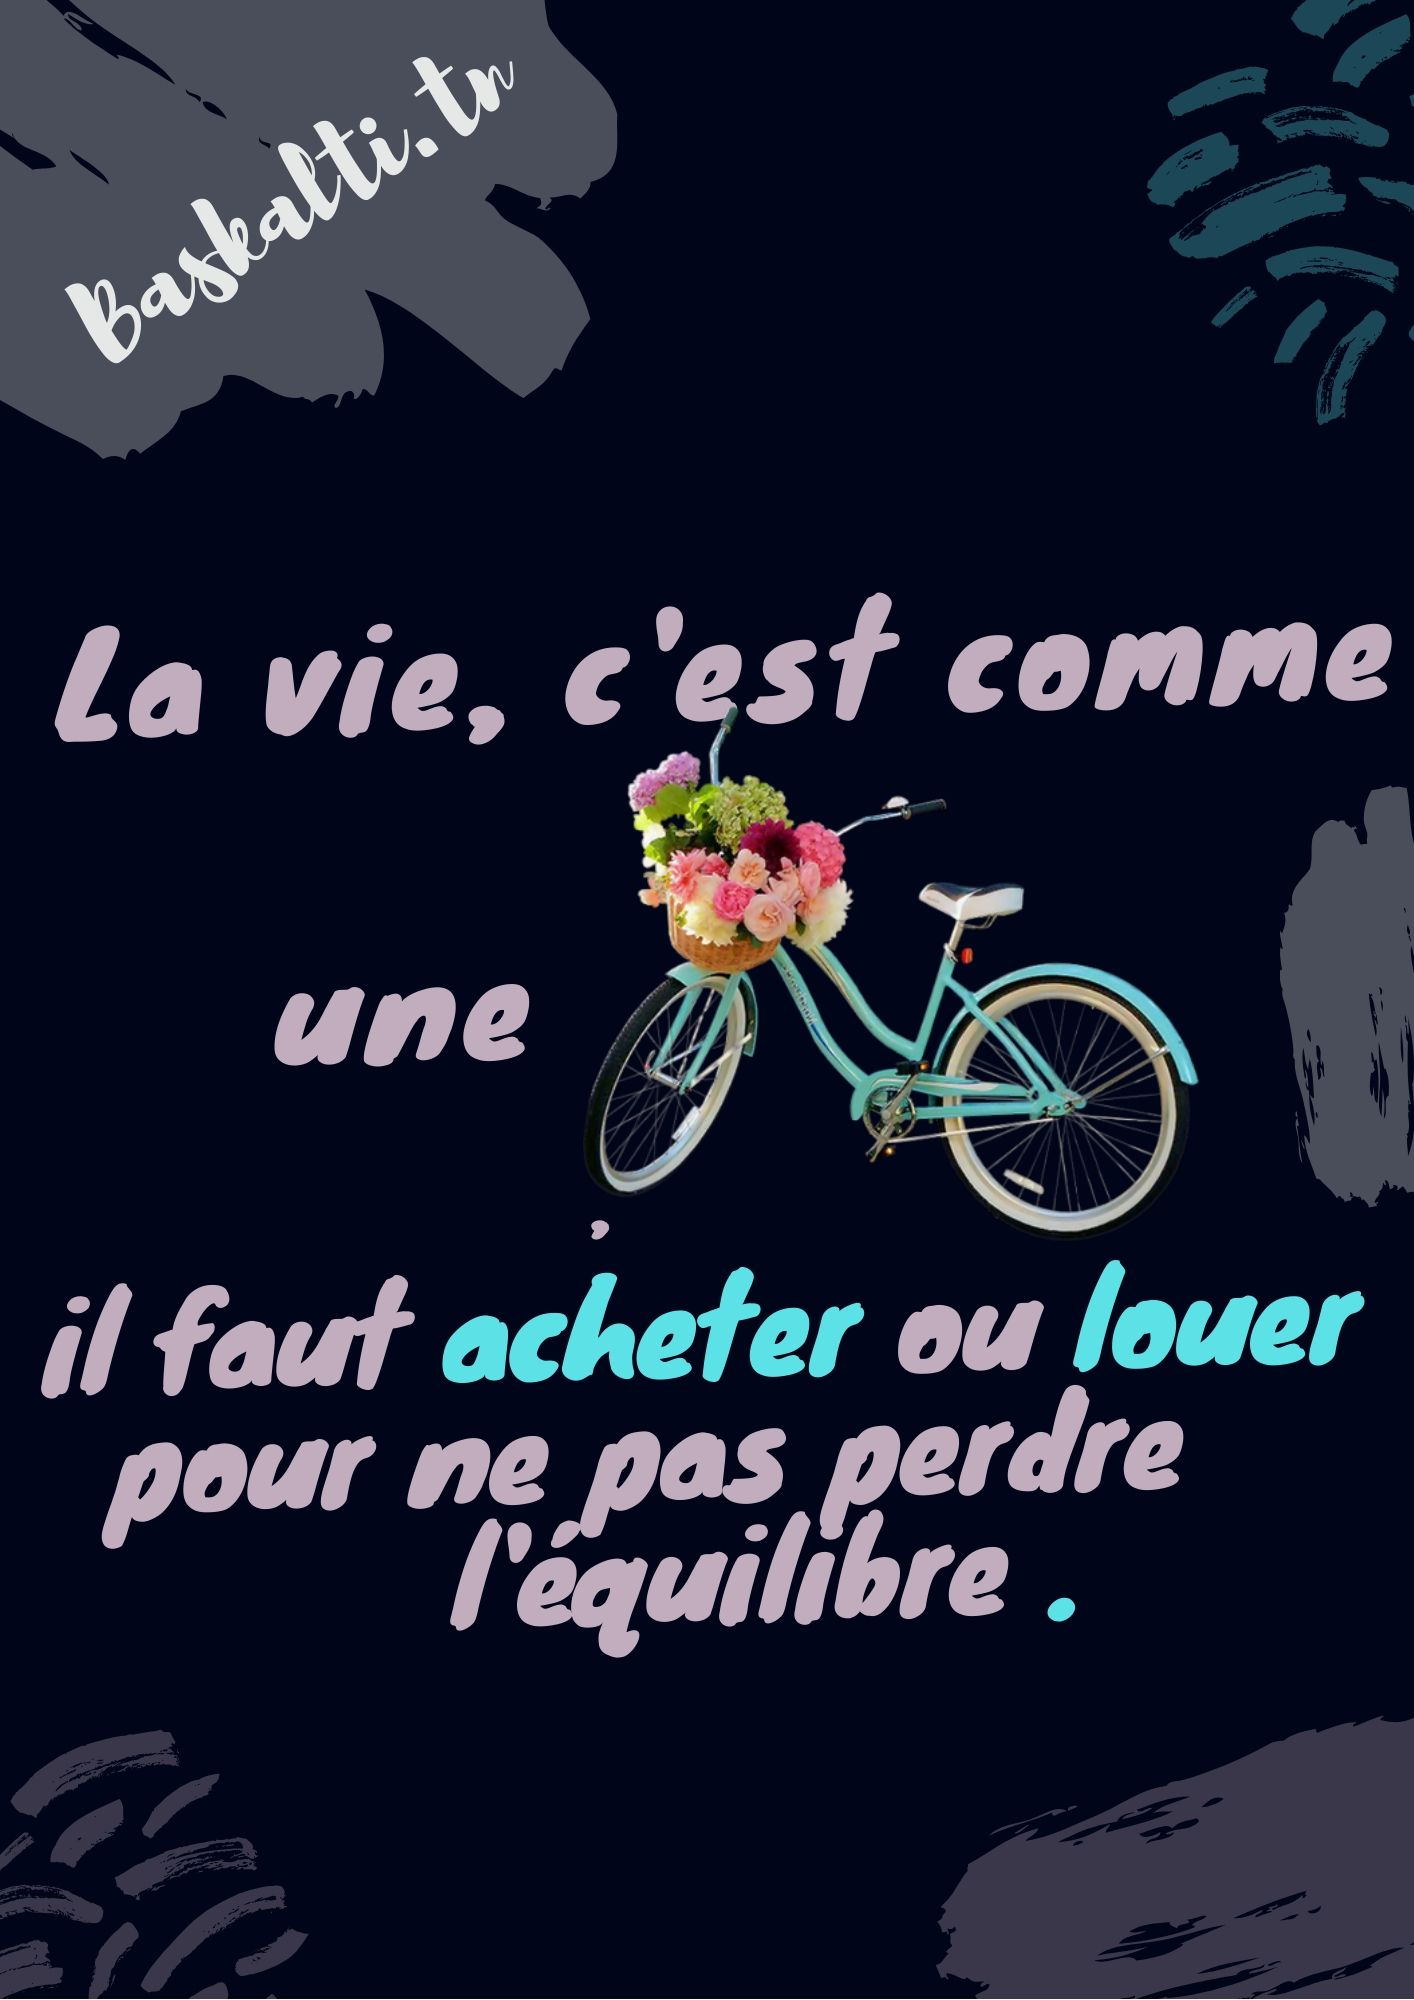 Baskalti.tn
La vie, c'est comme
une
,
il faut acheter ou louer
pour ne pas perdre
l'équilibre .